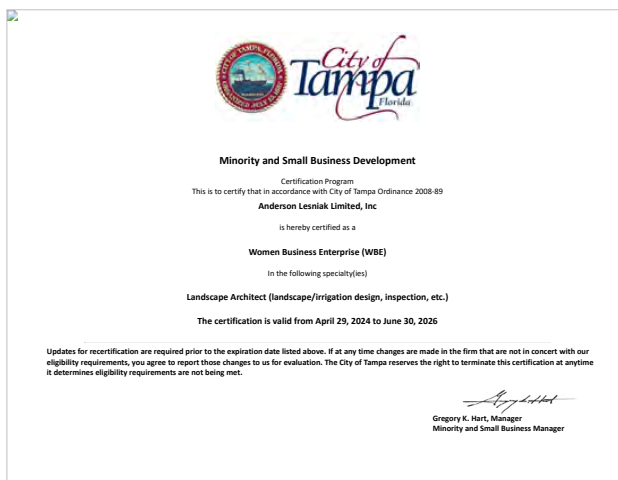 CITY OF TAMPA, FLORIDA
City of
Tampa
Florida
Minority and Small Business Development
Certification Program
This is to certify that in accordance with City of Tampa Ordinance 2008-89
Anderson Lesniak Limited, Inc
is hereby certified as a
Women Business Enterprise (WBE)
In the following specialty(ies)
Landscape Architect (landscape/irrigation design, inspection, etc.)
The certification is valid from April 29, 2024 to June 30, 2026
Updates for recertification are required prior to the expiration date listed above. If at any time changes are made in the firm that are not in concert with our
eligibility requirements, you agree to report those changes to us for evaluation. The City of Tampa reserves the right to terminate this certification at anytime
it determines eligibility requirements are not being met.
Gregory K. Hart, Manager
Minority and Small Business Manager